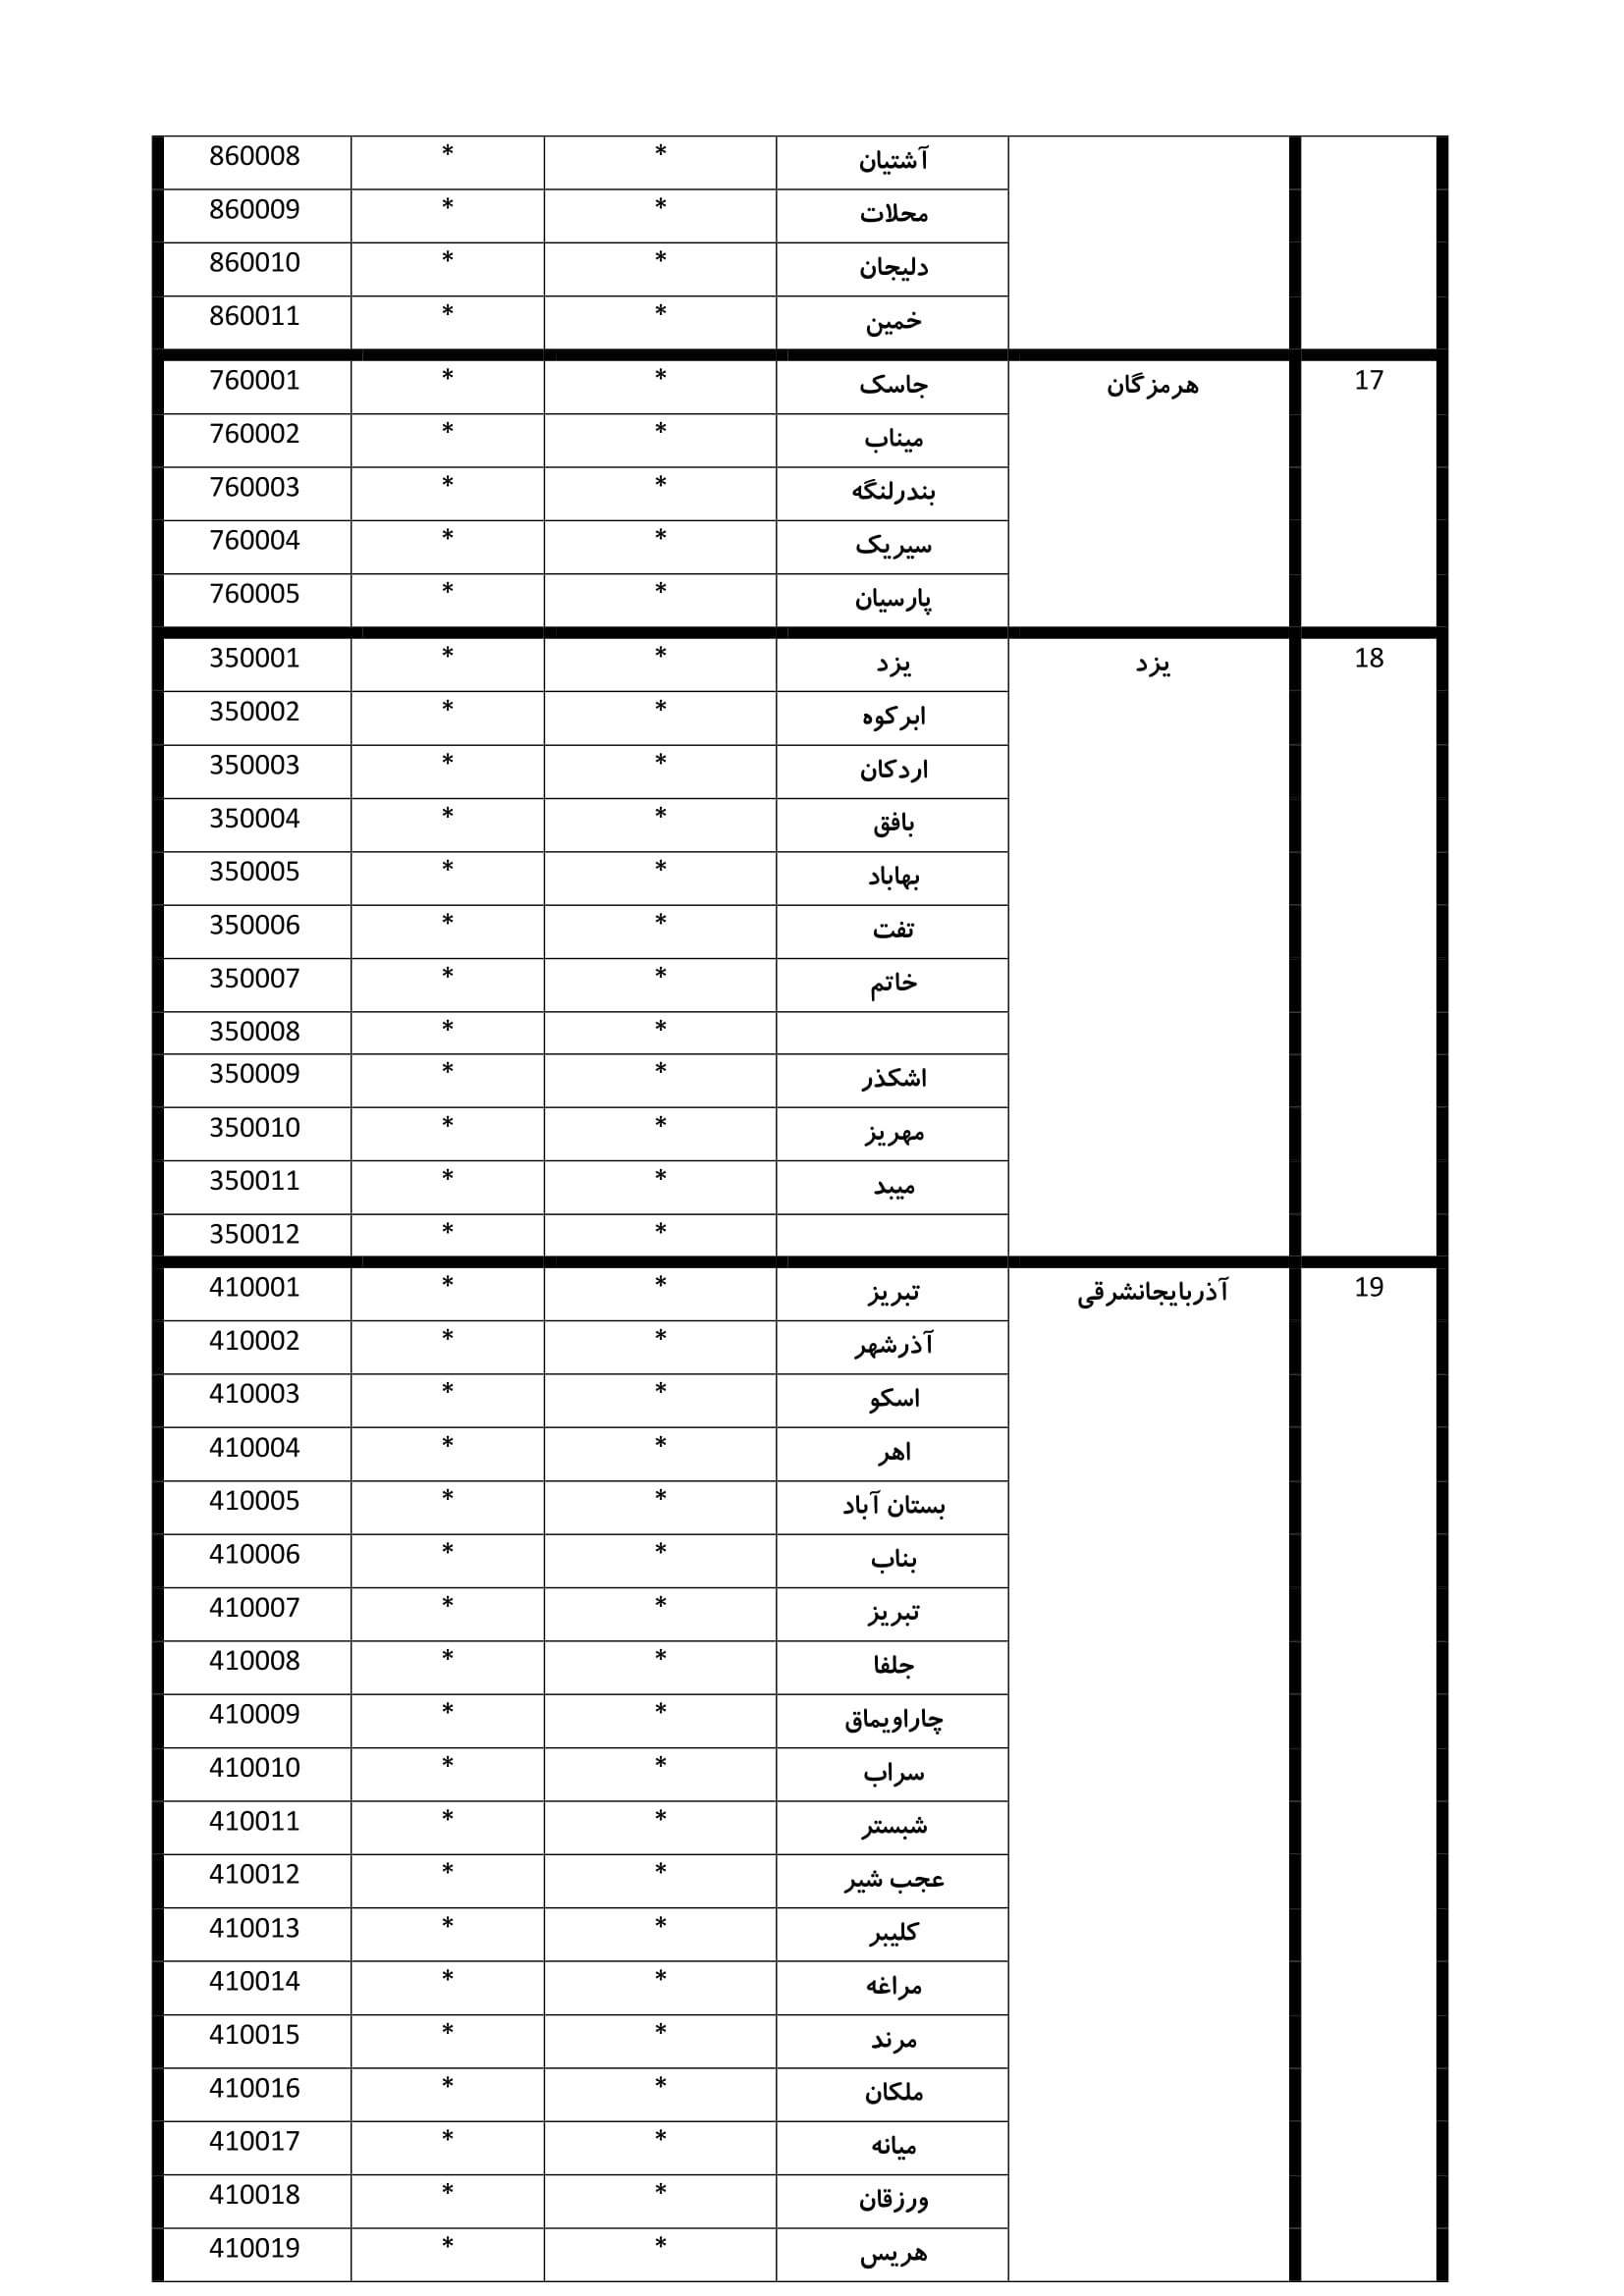 آشتیان * * 860008
محلات * * 860009
دلیجان * * 860010
خمین * * 860011
17 هرمزگان جاسک * * 760001
میناب * * 760002
بندرلنگه * * 760003
سیریک * * 760004
پارسیان * * 760005
18 یزد یزد * * 350001
ابرکوه * * 350002
اردکان * * 350003
بافق * * 350004
بهاباد * * 350005
تفت * * 350006
خاتم * * 350007
* * 350008
اشکذر * * 350009
مهریز * * 350010
میبد * * 350011
* * 350012
19 آذربایجانشرقی تبریز * * 410001
آذرشهر * * 410002
اسکو * * 410003
اهر * * 410004
بستان آباد * * 410005
بناب * * 410006
تبریز * * 410007
جلفا * * 410008
چاراویماق * * 410009
سراب * * 410010
شبستر * * 410011
عجب شیر * * 410012
کلیبر * * 410013
مراغه * * 410014
مرند * * 410015
ملکان * * 410016
میانه * * 410017
ورزقان * * 410018
هریس * * 410019